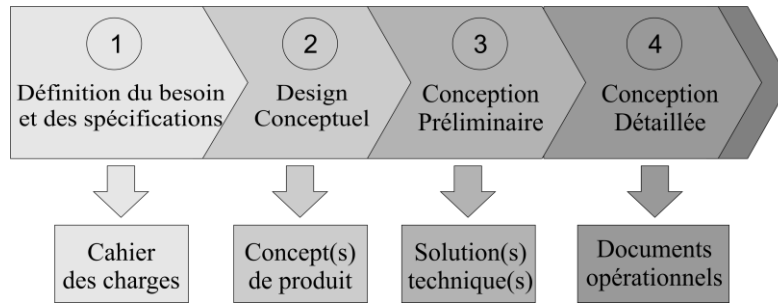 1
Définition du besoin
et des spécifications
2
Design
Conceptuel
3
Conception
Préliminaire
4
Conception
Détaillée
Cahier
des charges
Concept(s)
de produit
Solution(s)
technique(s)
Documents
opérationnels